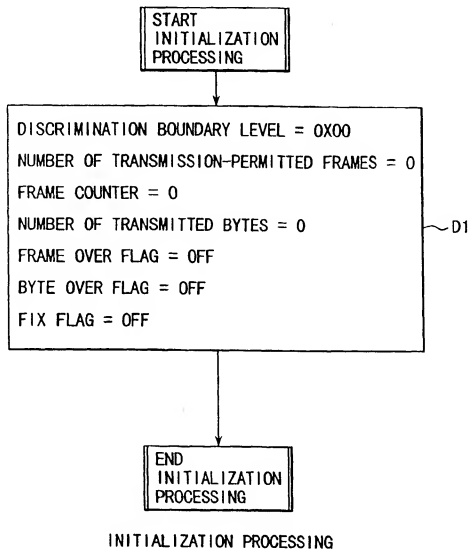 START
INITIALIZATION
PROCESSING
DISCRIMINATION BOUNDARY LEVEL = 0X00
NUMBER OF TRANSMISSION-PERMITTED FRAMES = 0
FRAME COUNTER = 0
NUMBER OF TRANSMITTED BYTES = 0
FRAME OVER FLAG = OFF
BYTE OVER FLAG = OFF
FIX FLAG = OFF
D1
END
INITIALIZATION
PROCESSING
INITIALIZATION PROCESSING